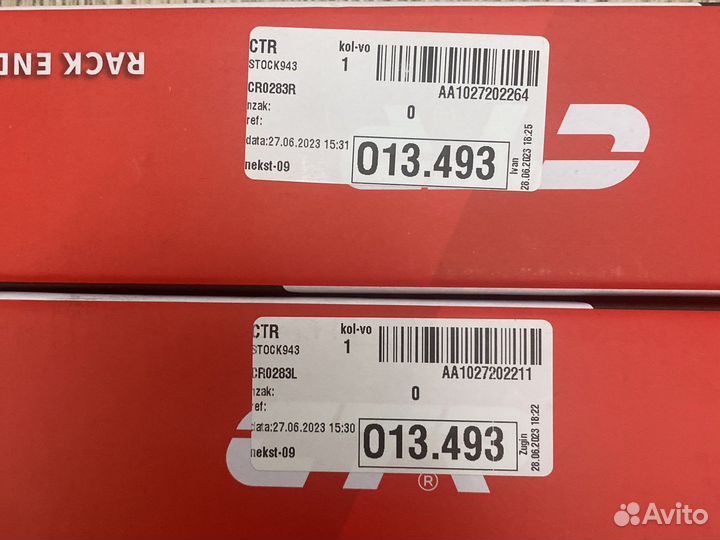 RACK END
CTR
kol-vo
STOCK943
1
CR0283R
AA1027202264
nzak:
0
ref:
data:27.06.2023 15:31
013.493
nekst-09
Ivan
28.06.2023 18:25
CTR
kol-vo
STOCK943
1
CR0283L
AA1027202211
nzak:
0
ref:
data:27.06.2023 15:30
013.493
nekst-09
Zugin
28.06.2023 18:22
®
Avito